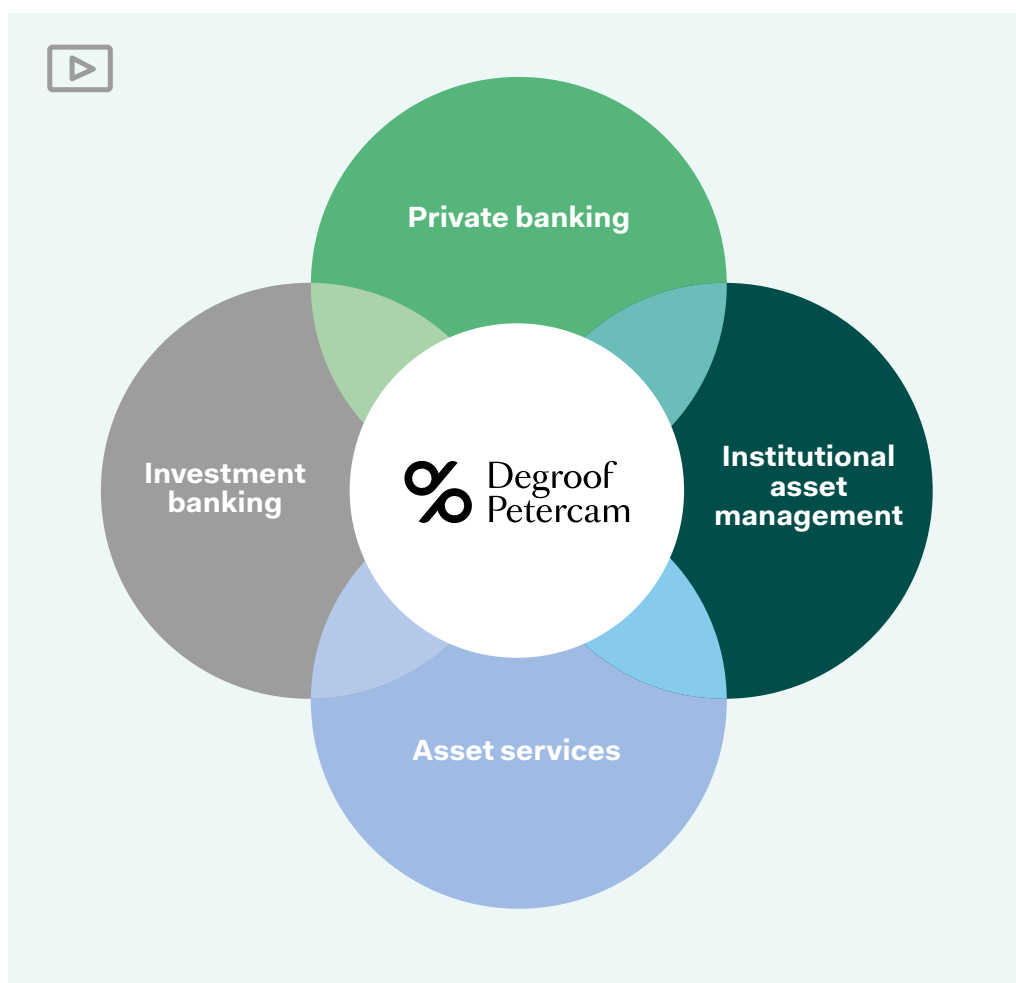 Private banking
Investment
banking
Degroof
Petercam
Institutional
asset
management
Asset services